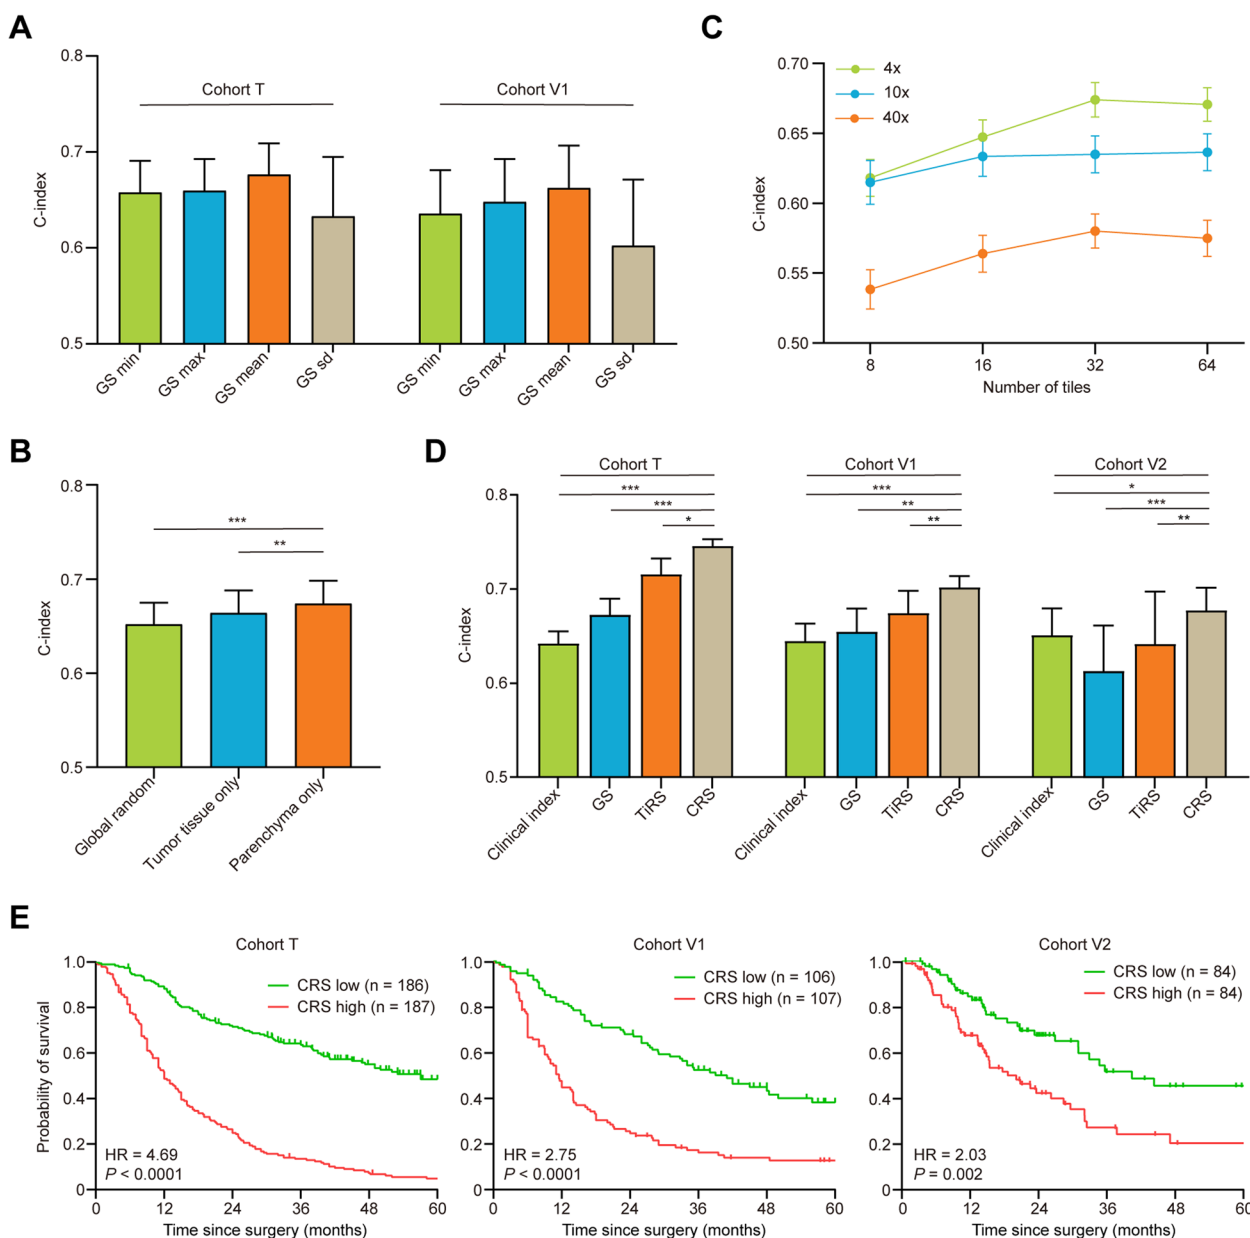 A
C-index
0.8
0.7
0.6
0.5
Cohort T
Cohort V1
GS min
GS max
GS mean
GS sd
GS min
GS max
GS mean
GS sd
C
C-index
0.70
0.65
0.60
0.55
0.50
4x
10x
40x
8
16
32
64
Number of tiles
B
C-index
0.8
0.7
0.6
0.5
***
**
Global random
Tumor tissue only
Parenchyma only
D
C-index
0.8
0.7
0.6
0.5
Cohort T
***
***
*
Cohort V1
***
**
**
Cohort V2
*
***
**
Clinical index
GS
TiRS
CRS
Clinical index
GS
TiRS
CRS
Clinical index
GS
TiRS
CRS
E
Probability of survival
Cohort T
1.0
0.8
0.6
0.4
0.2
0
CRS low (n = 186)
CRS high (n = 187)
HR = 4.69
P < 0.0001
0
12
24
36
48
60
Time since surgery (months)
Cohort V1
1.0
0.8
0.6
0.4
0.2
0
CRS low (n = 106)
CRS high (n = 107)
HR = 2.75
P < 0.0001
0
12
24
36
48
60
Time since surgery (months)
Cohort V2
1.0
0.8
0.6
0.4
0.2
0
CRS low (n = 84)
CRS high (n = 84)
HR = 2.03
P = 0.002
0
12
24
36
48
60
Time since surgery (months)